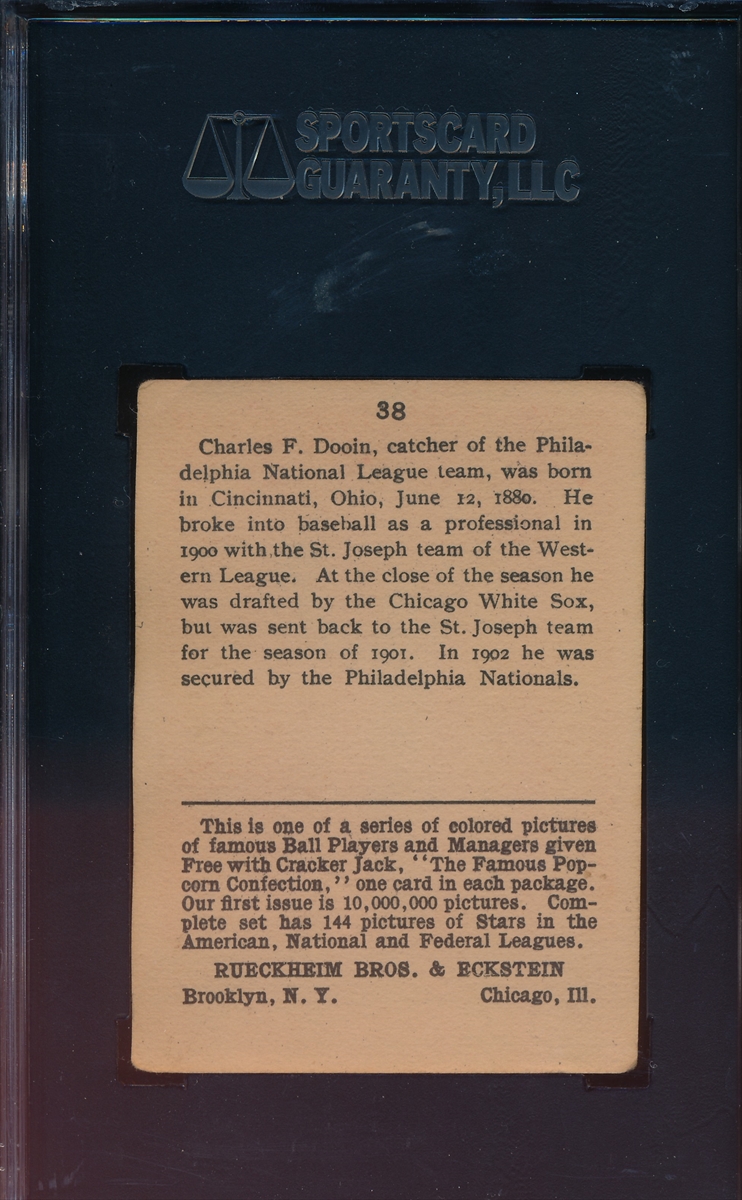 SPORTSCARD
GUARANTY, LLC
38
Charles F. Dooin, catcher of the Phila-
delphia National League team, was born
in Cincinnati, Ohio, June 12, 1880. He
broke into baseball as a professional in
1900 with the St. Joseph team of the West-
ern League. At the close of the season he
was drafted by the Chicago White Sox,
but was sent back to the St. Joseph team
for the season of 1901. In 1902 he was
secured by the Philadelphia Nationals.
This is one of a series of colored pictures
of famous Ball Players and Managers given
Free with Cracker Jack, "The Famous Pop-
corn Confection," one card in each package.
Our first issue is 10,000,000 pictures. Com-
plete set has 144 pictures of Stars in the
American, National and Federal Leagues.
RUECKHEIM BROS. & ECKSTEIN
Brooklyn, N. Y. Chicago, Ill.